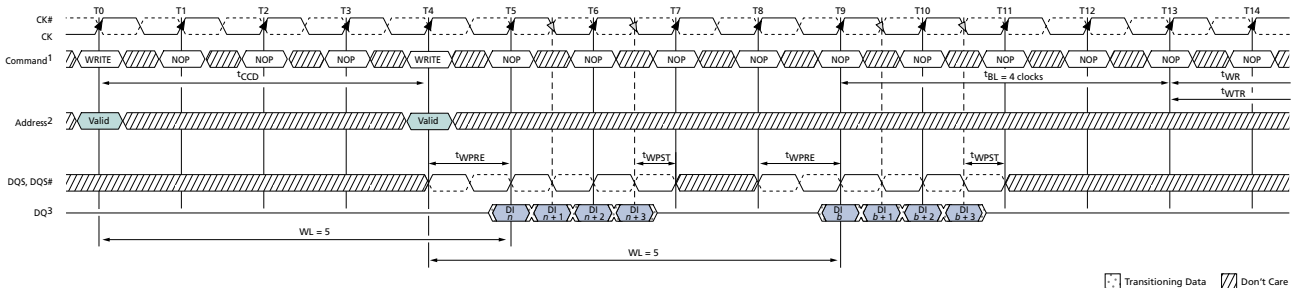 T0 T1 T2 T3 T4 T5 T6 T7 T8 T9 T10 T11 T12 T13 T14
CK#
CK
Command1 WRITE NOP NOP NOP WRITE NOP NOP NOP NOP NOP NOP NOP NOP NOP NOP
tCCD tBL = 4 clocks tWR
tWTR
Address2 Valid Valid
tWPRE tWPST tWPRE tWPST
DQS, DQS#
DQ3 DI n DI n + 1 DI n + 2 DI n + 3 DI b DI b + 1 DI b + 2 DI b + 3
WL = 5
WL = 5
Transitioning Data Don't Care